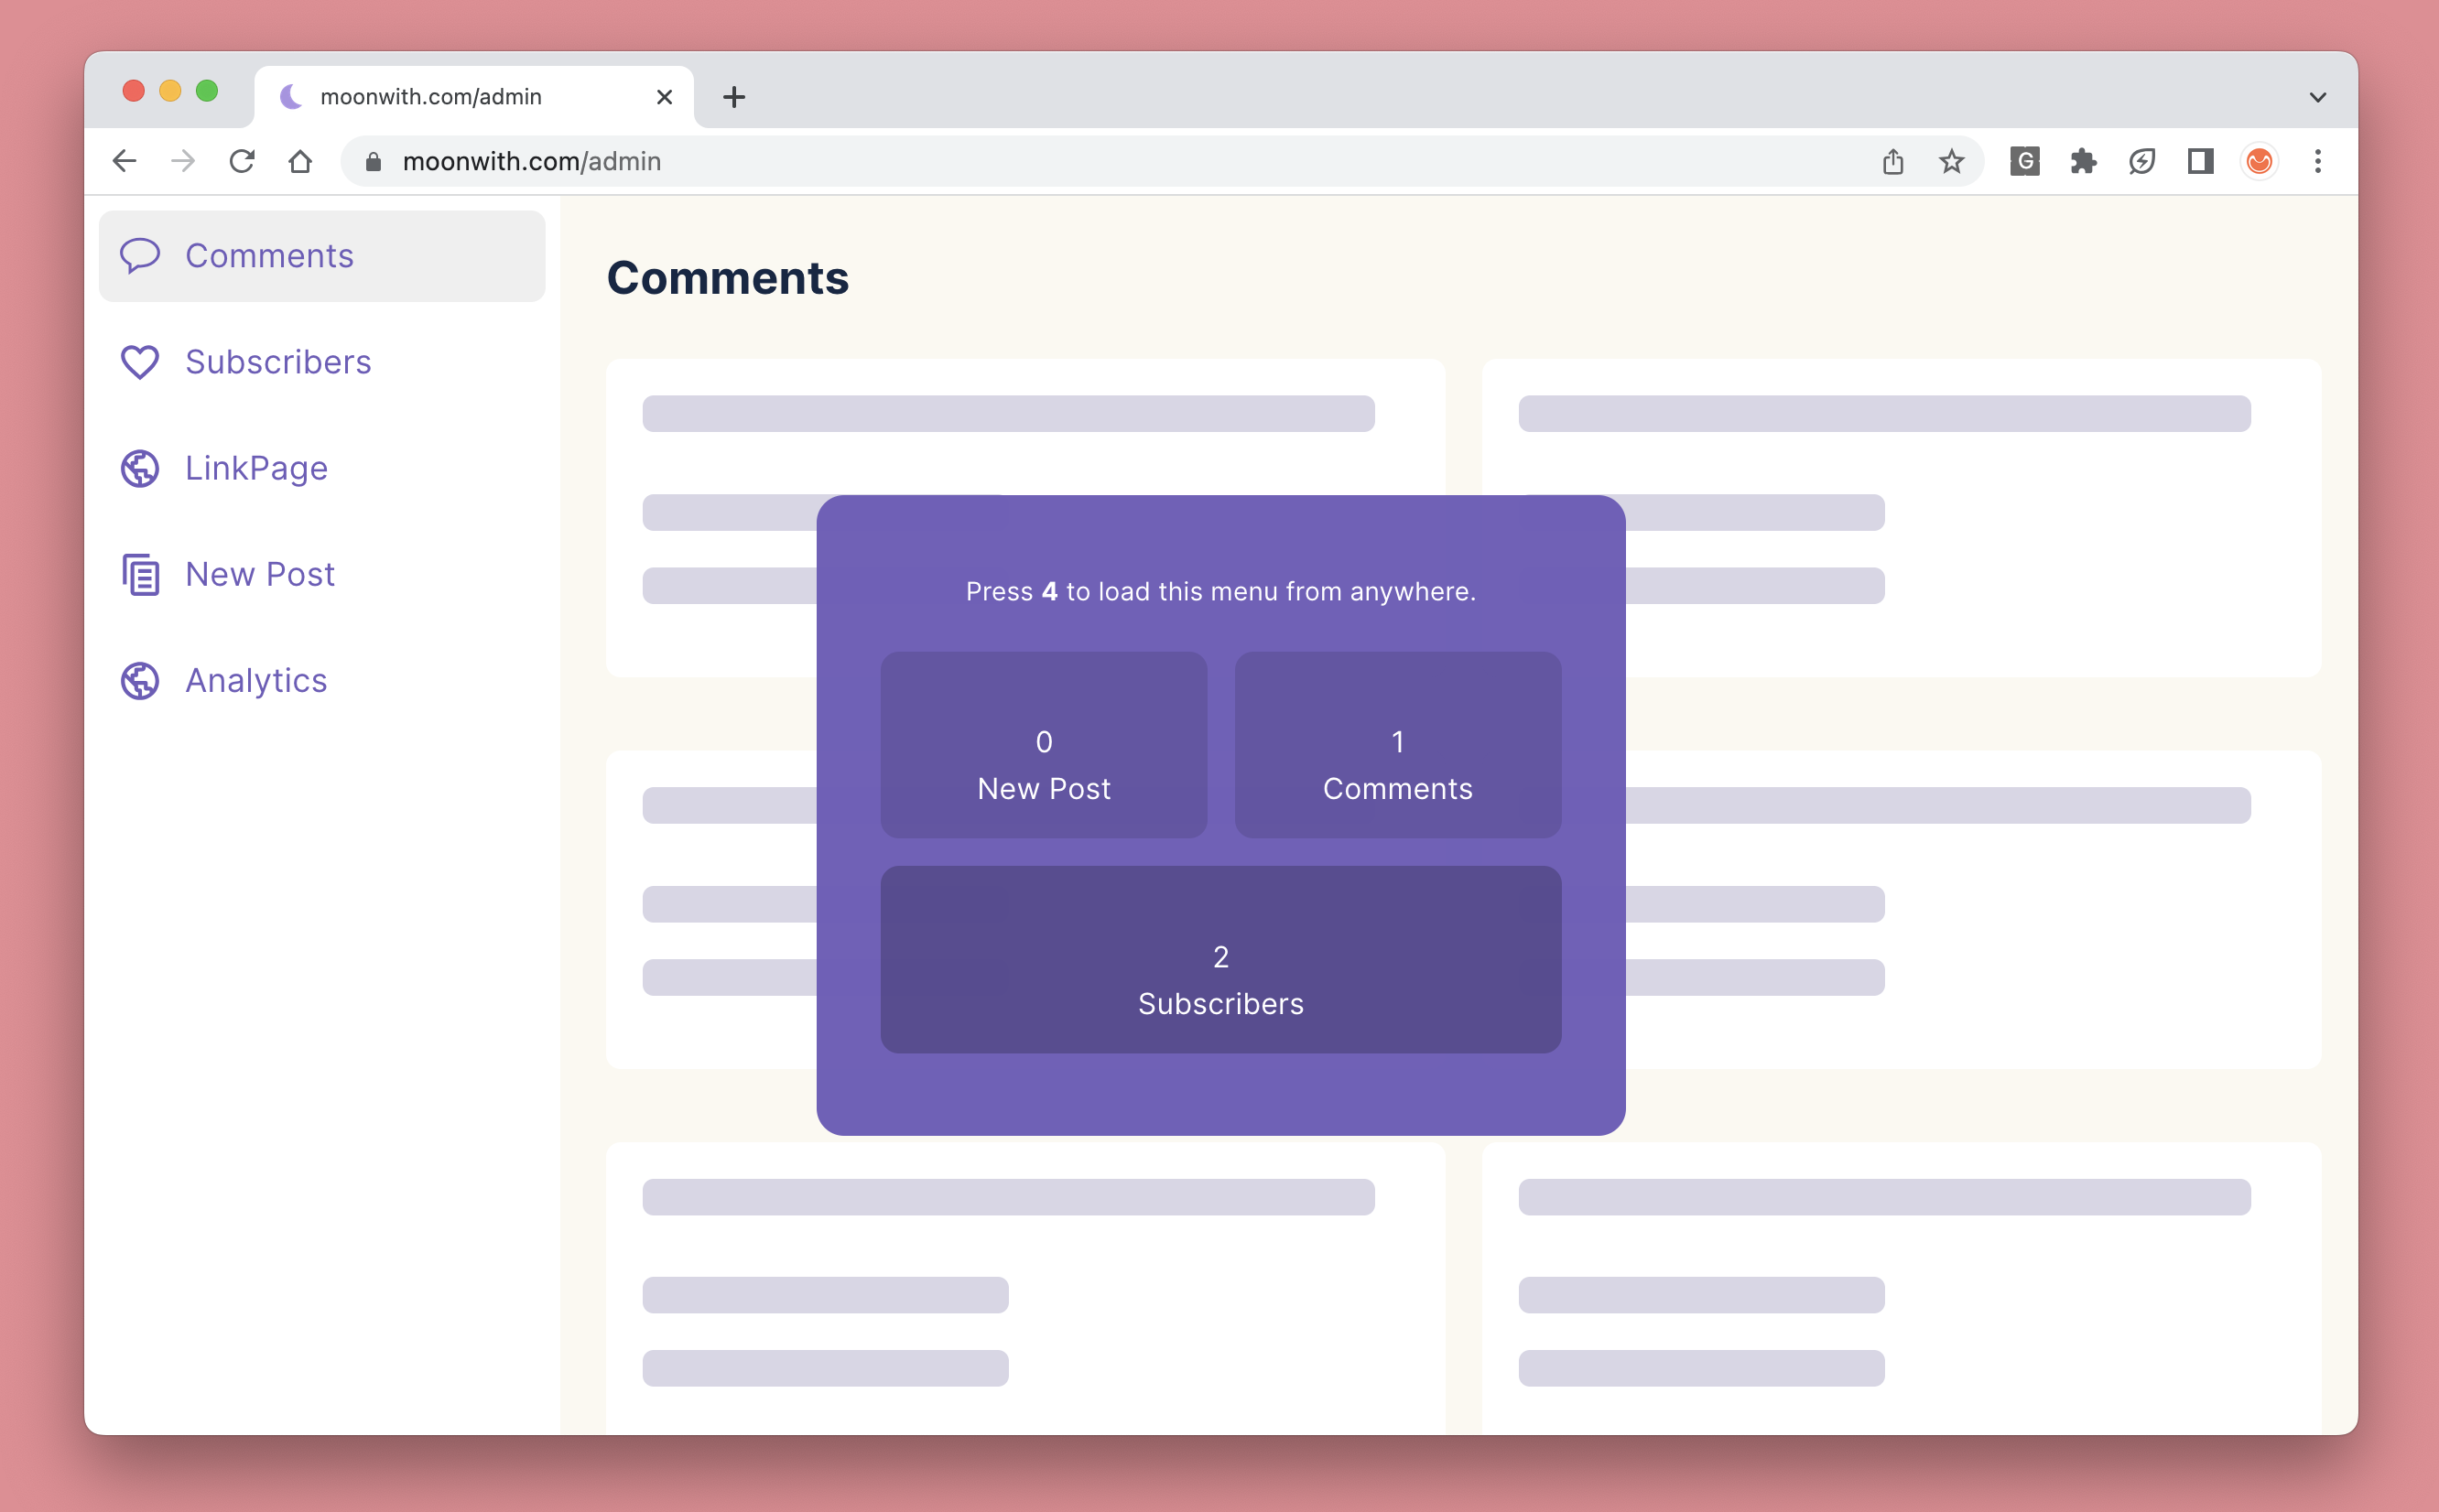 moonwith.com/admin
moonwith.com/admin
G
Comments
Subscribers
LinkPage
New Post
Analytics
Comments
Press 4 to load this menu from anywhere.
0
New Post
1
Comments
2
Subscribers